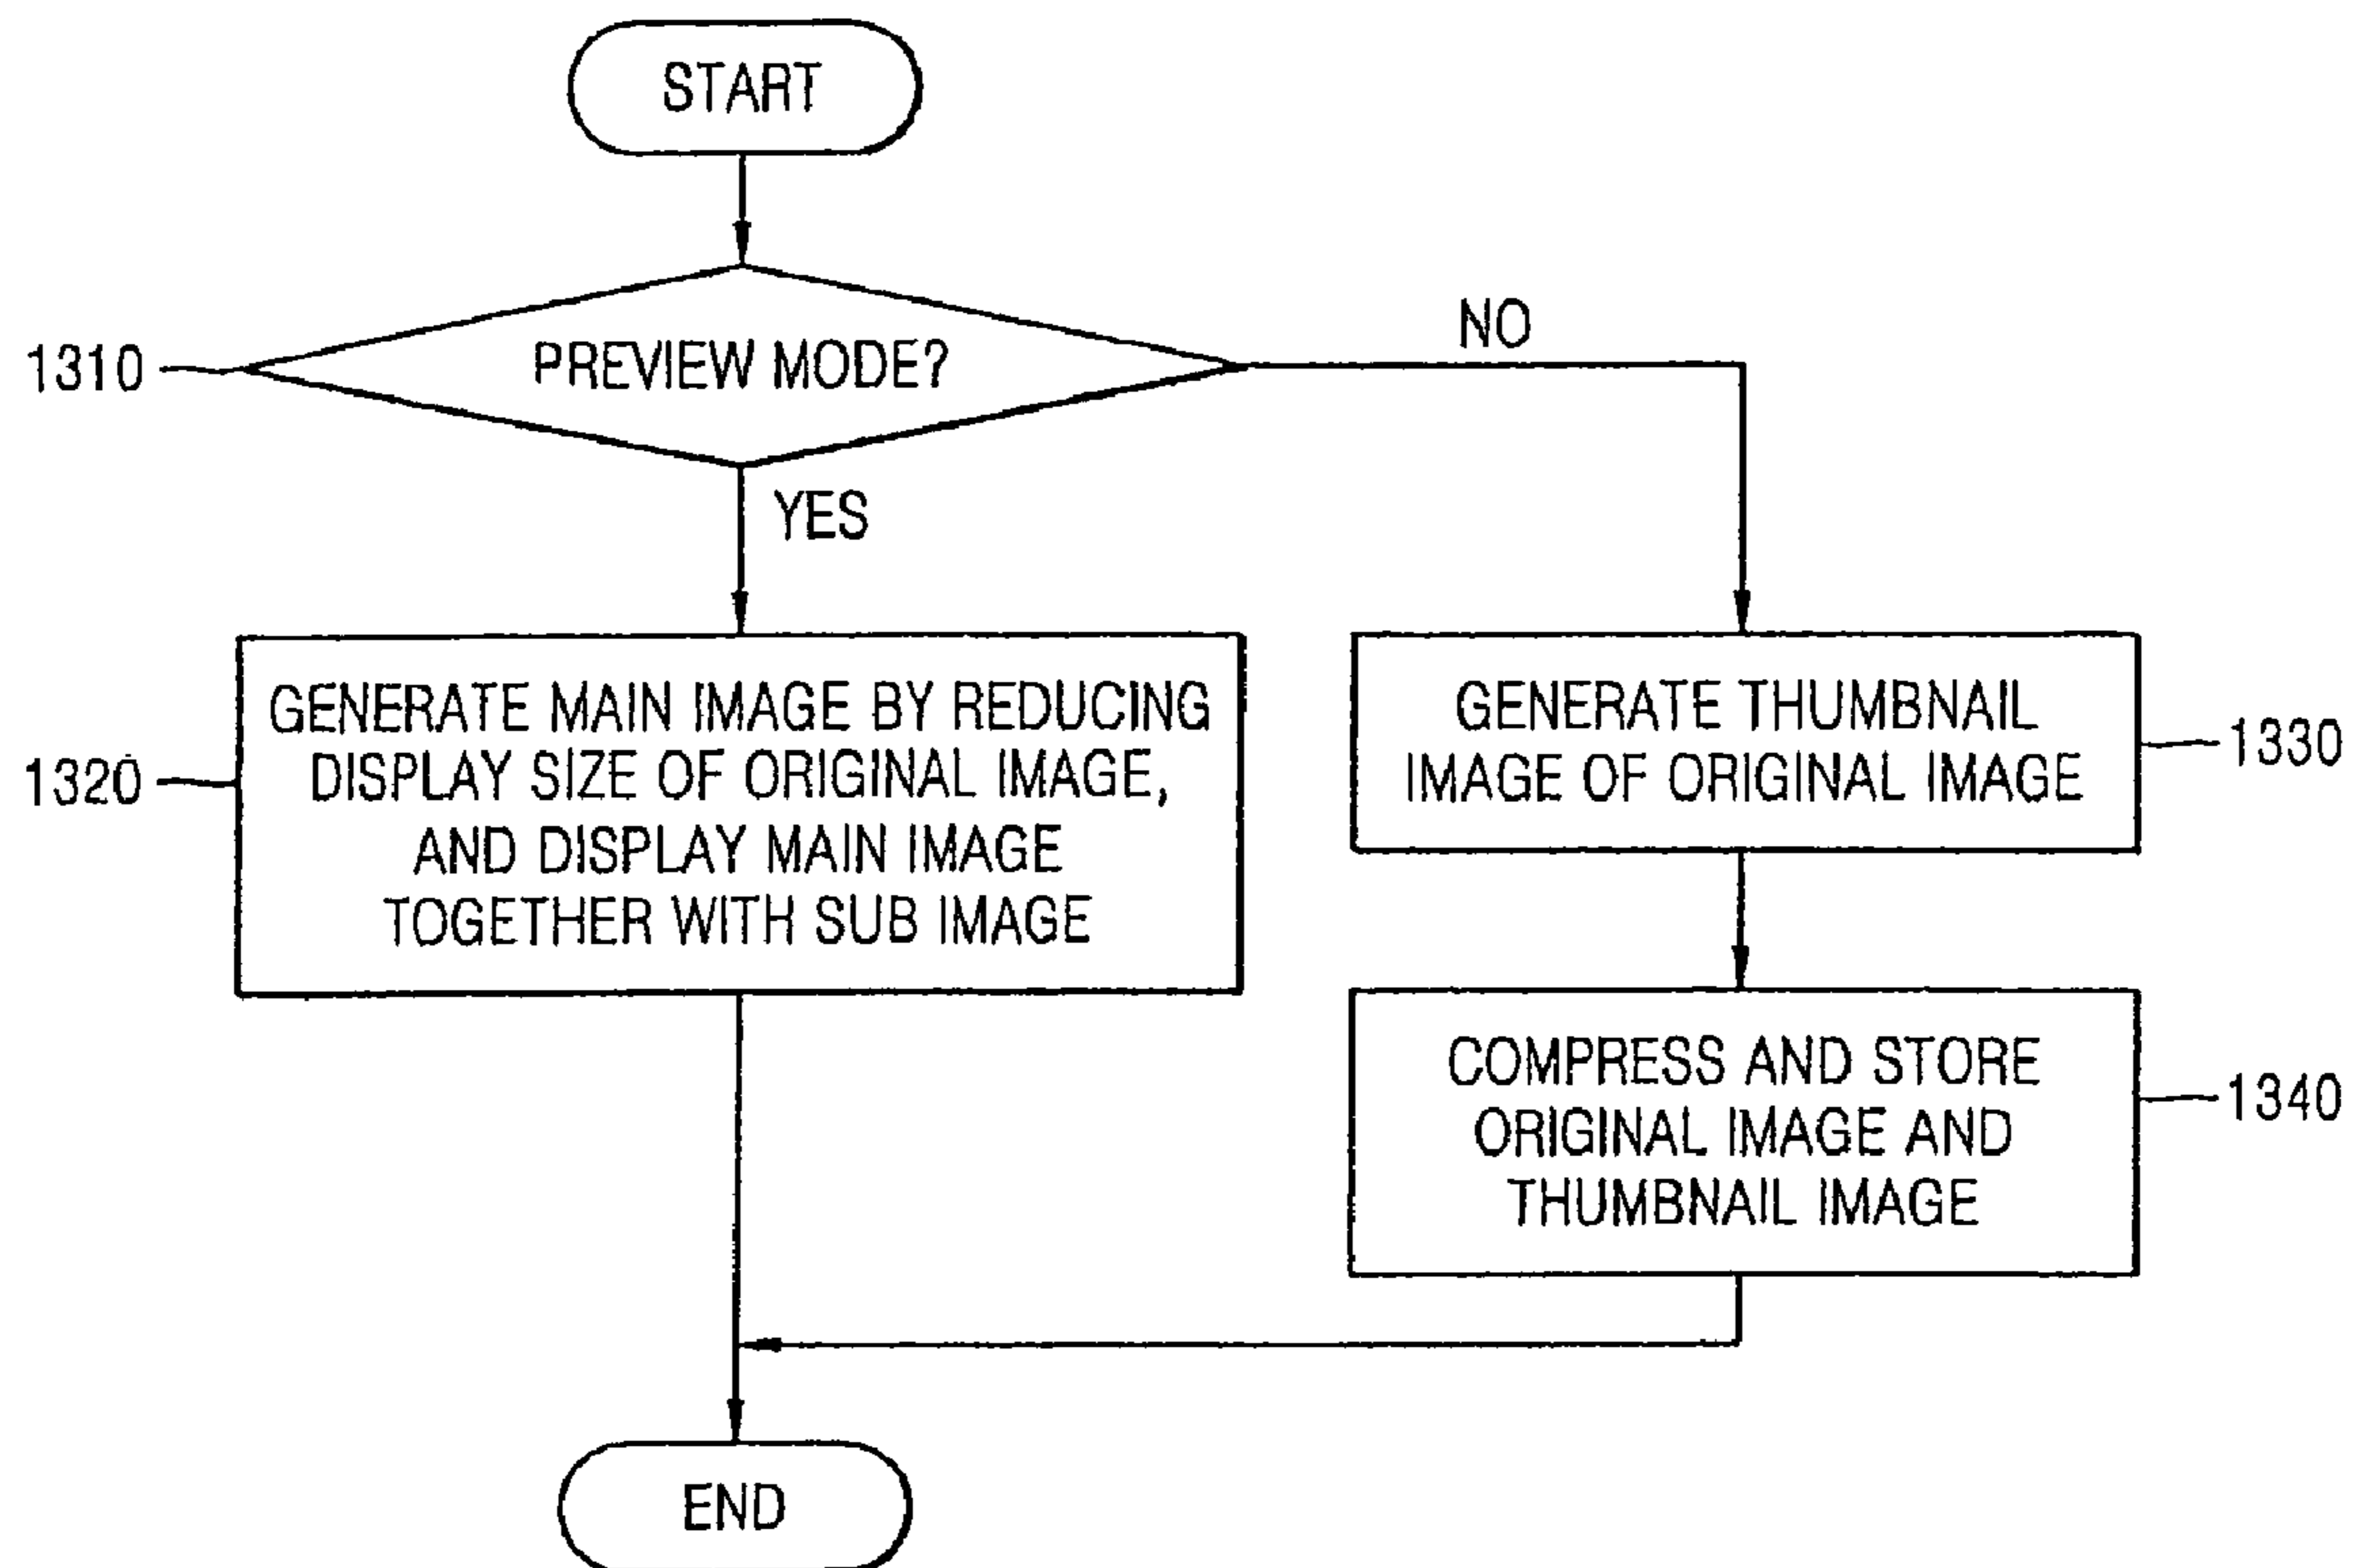 START
1310
PREVIEW MODE?
NO
YES
1320
GENERATE MAIN IMAGE BY REDUCING
DISPLAY SIZE OF ORIGINAL IMAGE,
AND DISPLAY MAIN IMAGE
TOGETHER WITH SUB IMAGE
GENERATE THUMBNAIL
IMAGE OF ORIGINAL IMAGE
1330
COMPRESS AND STORE
ORIGINAL IMAGE AND
THUMBNAIL IMAGE
1340
END